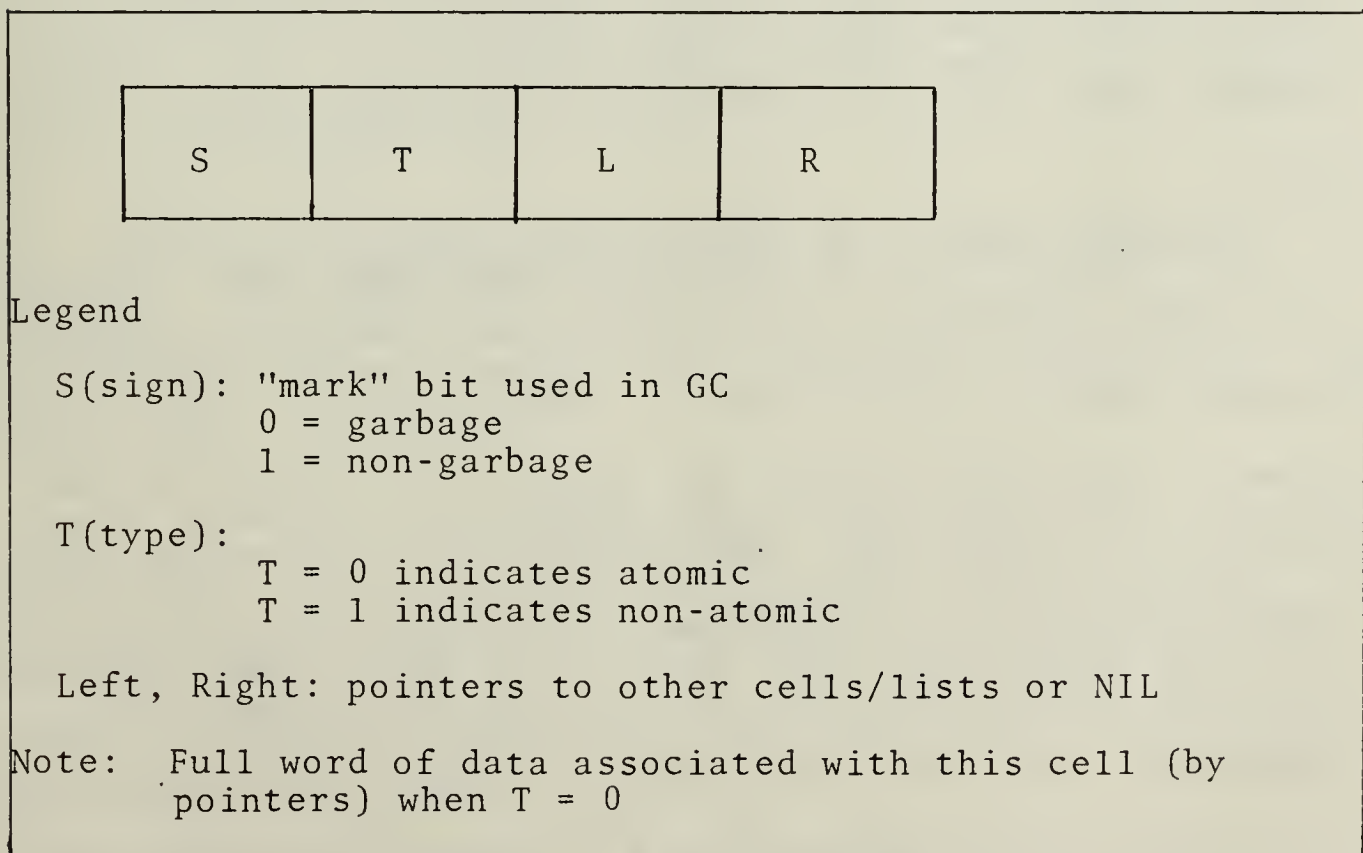 S T L R
Legend
S(sign): "mark" bit used in GC
0 = garbage
1 = non-garbage
T(type):
T = 0 indicates atomic
T = 1 indicates non-atomic
Left, Right: pointers to other cells/lists or NIL
Note: Full word of data associated with this cell (by
pointers) when T = 0